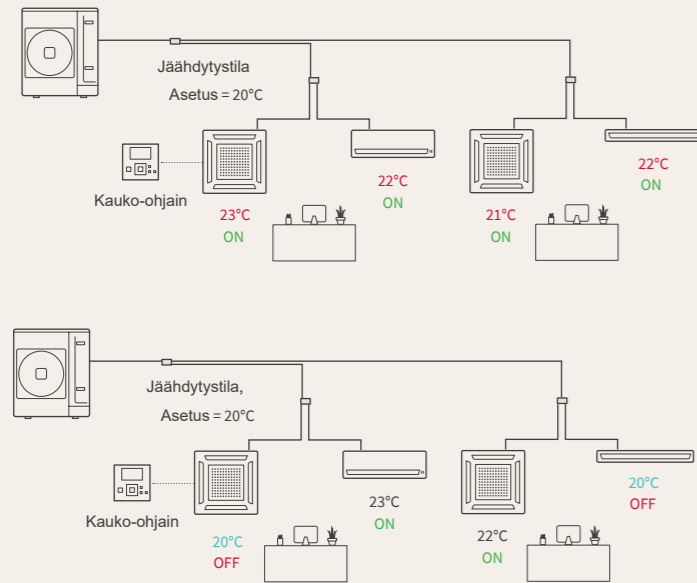 Jäähdytystila
Asetus = 20°C
Kauko-ohjain
23°C
ON
22°C
ON
21°C
ON
22°C
ON
Jäähdytystila,
Asetus = 20°C
Kauko-ohjain
20°C
OFF
23°C
ON
22°C
ON
20°C
OFF